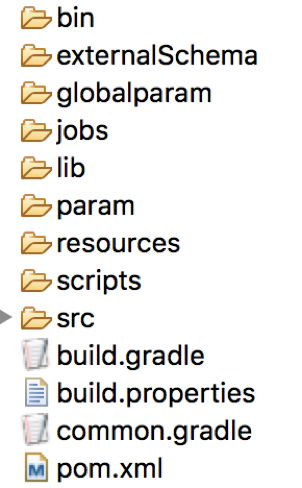 bin
externalSchema
globalparam
jobs
lib
param
resources
scripts
src
build.gradle
build.properties
common.gradle
pom.xml